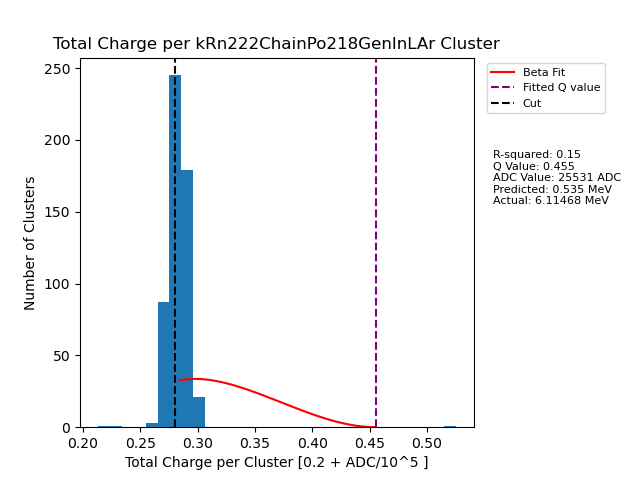 Total Charge per kRn222ChainPo218GenInLAr Cluster
Beta Fit
Fitted Q value
Cut
R-squared: 0.15
Q Value: 0.455
ADC Value: 25531 ADC
Predicted: 0.535 MeV
Actual: 6.11468 MeV
Number of Clusters
250
200
150
100
50
0
0.20 0.25 0.30 0.35 0.40 0.45 0.50
Total Charge per Cluster [0.2 + ADC/10^5 ]